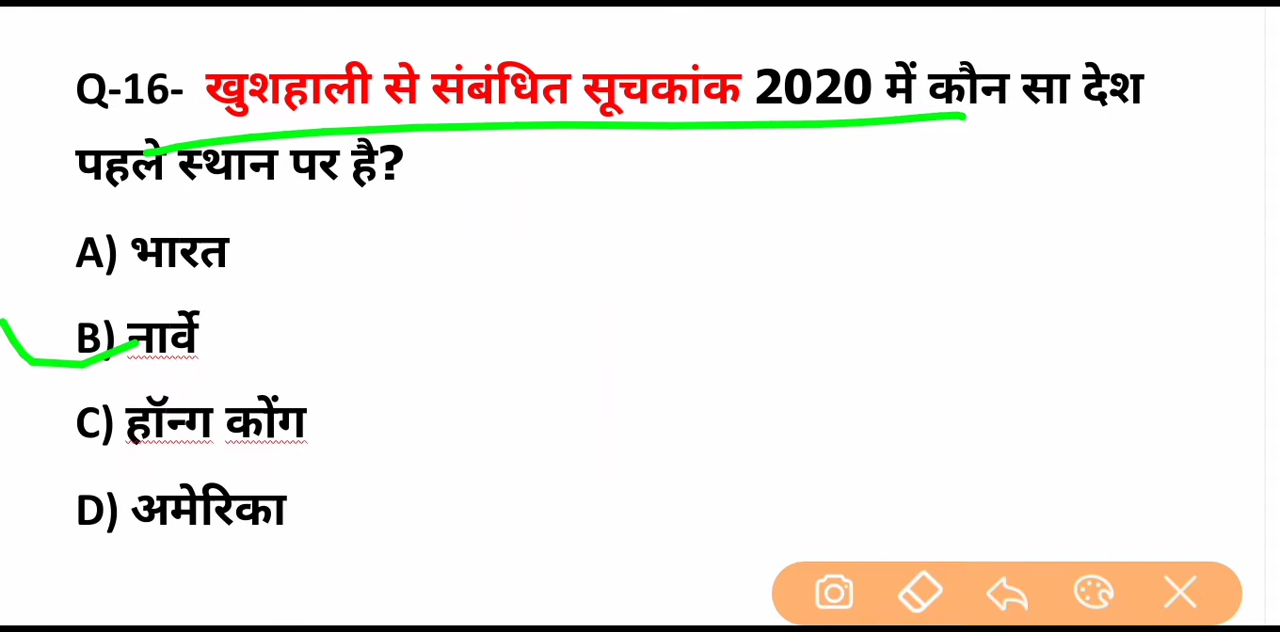 Q-16- खुशहाली से संबंधित सूचकांक 2020 में कौन सा देश
पहले स्थान पर है?
A) भारत
B) नार्वे
C) हॉन्ग कोंग
D) अमेरिका